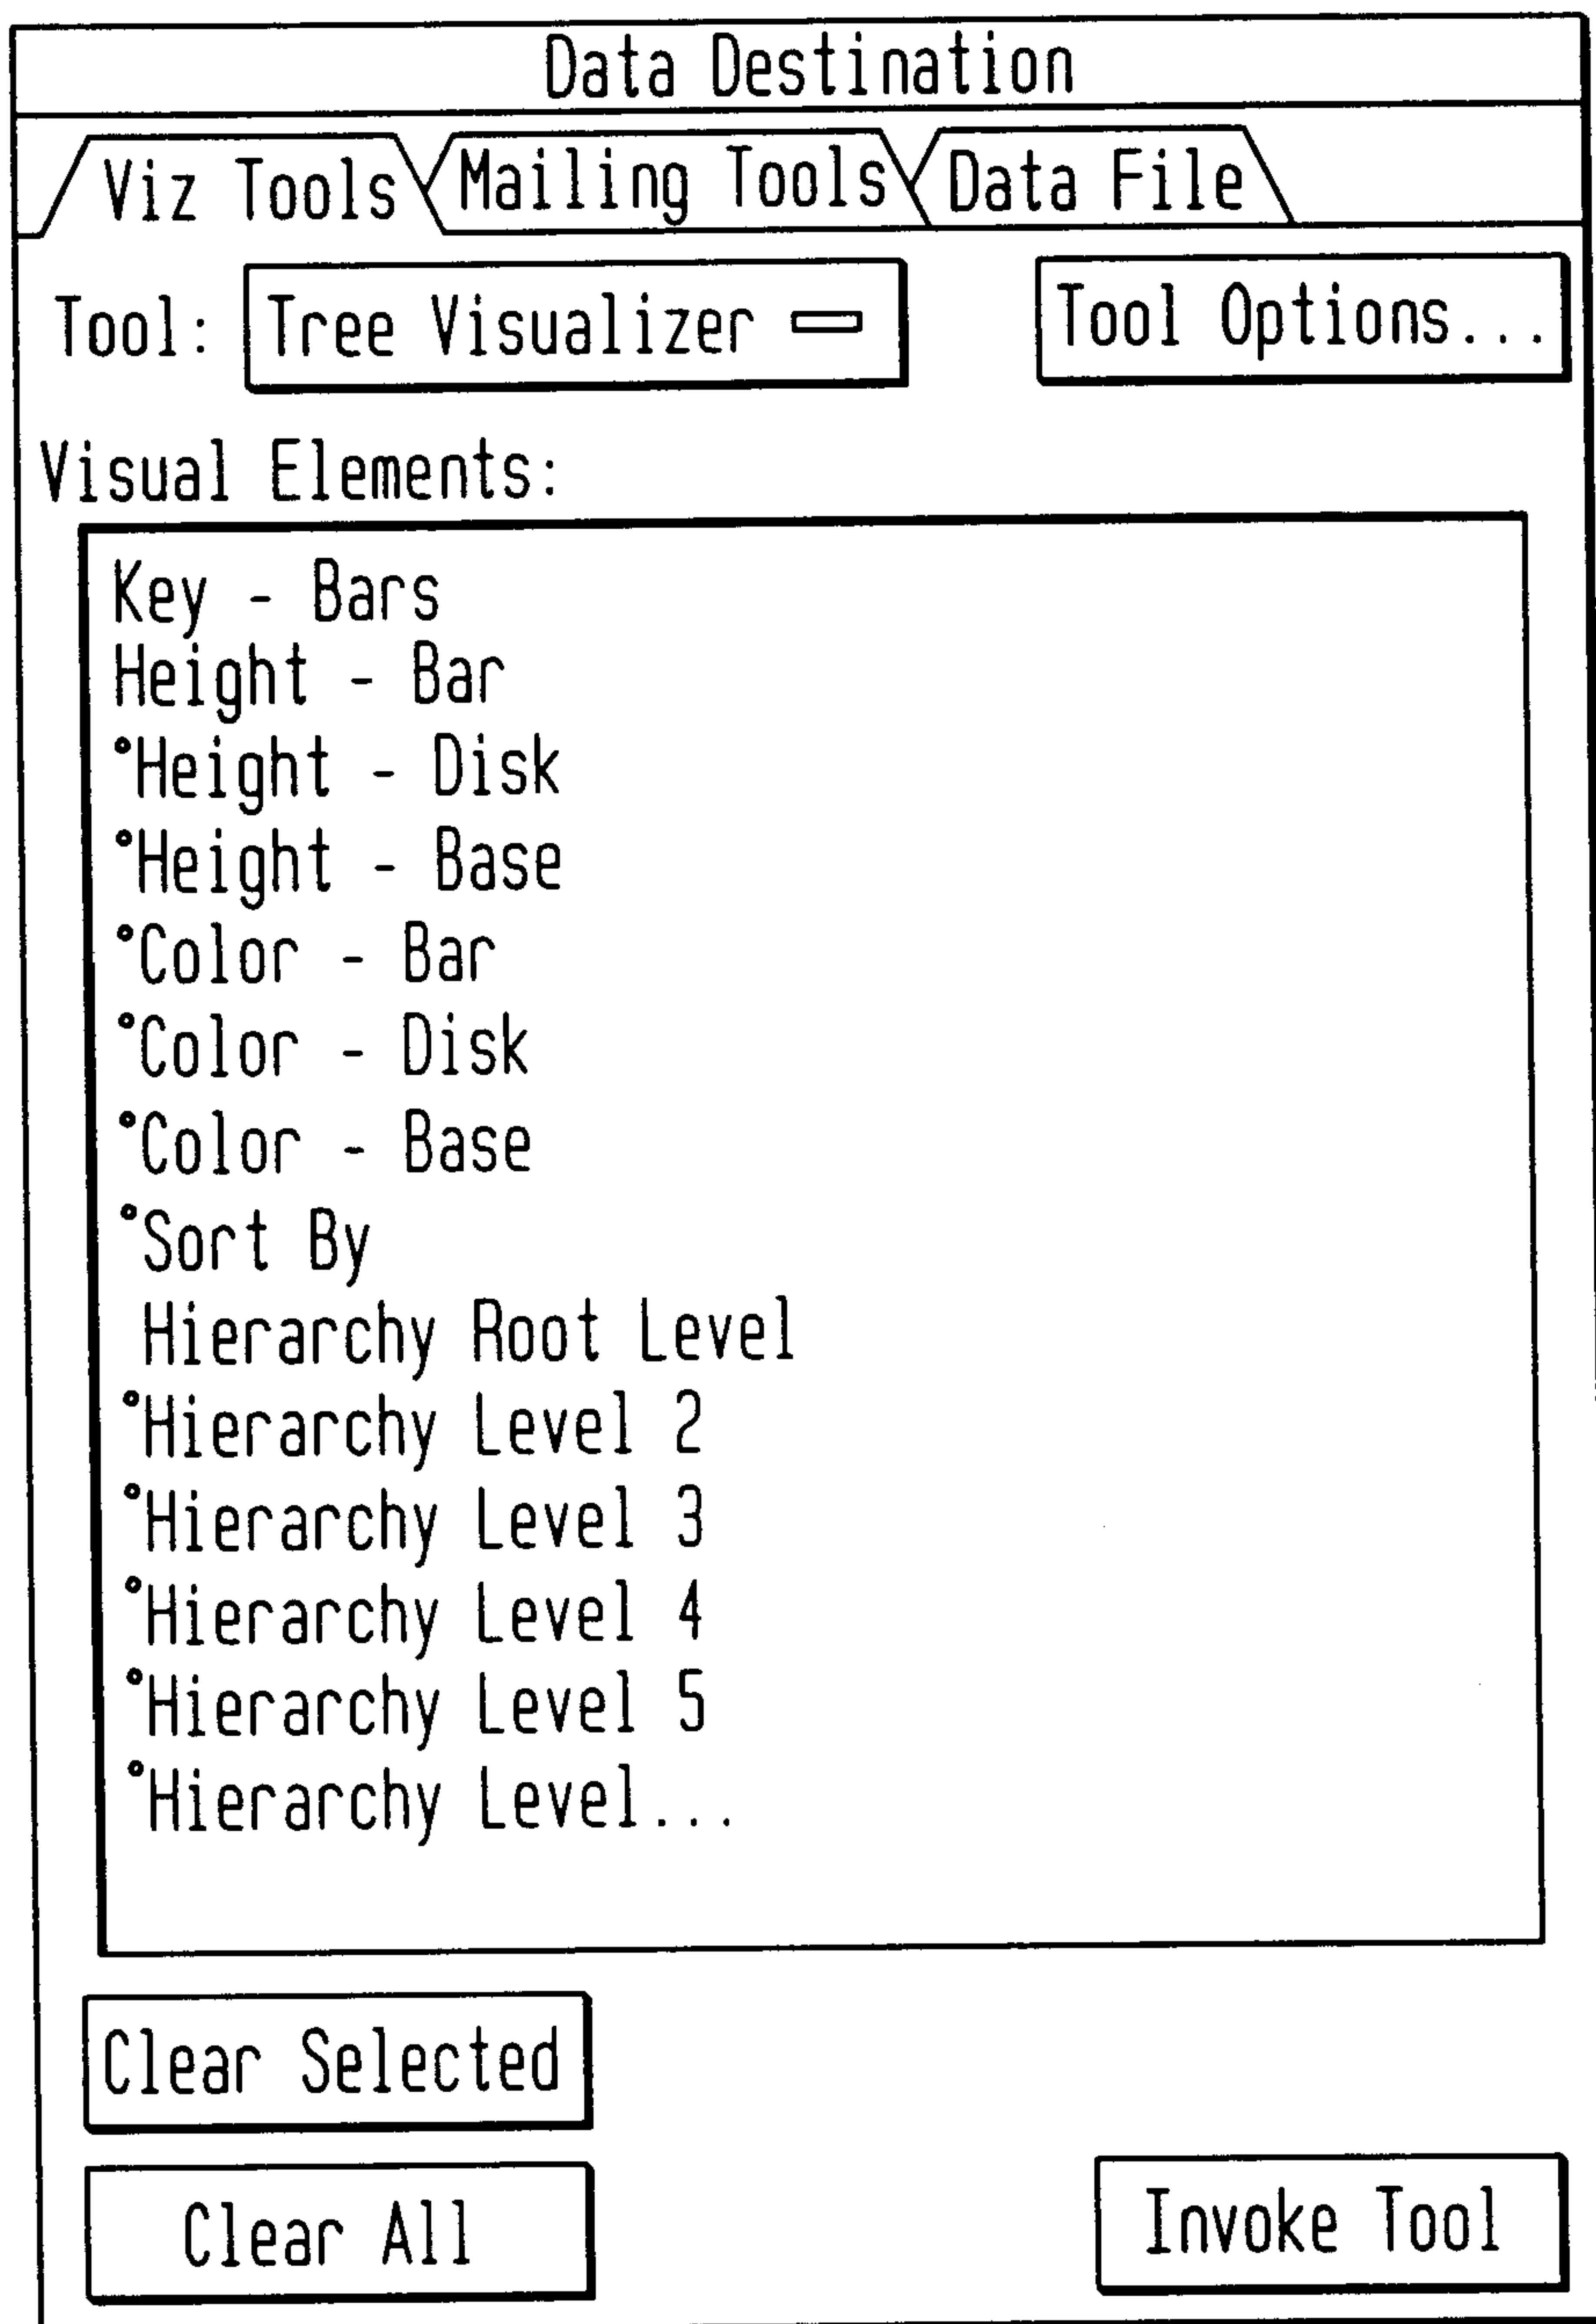 Data Destination
Viz Tools Mailing Tools Data File
Tool: Tree Visualizer Tool Options...
Visual Elements:
Key - Bars
Height - Bar
°Height - Disk
°Height - Base
°Color - Bar
°Color - Disk
°Color - Base
°Sort By
Hierarchy Root Level
°Hierarchy Level 2
°Hierarchy Level 3
°Hierarchy Level 4
°Hierarchy Level 5
°Hierarchy Level...
Clear Selected
Clear All Invoke Tool